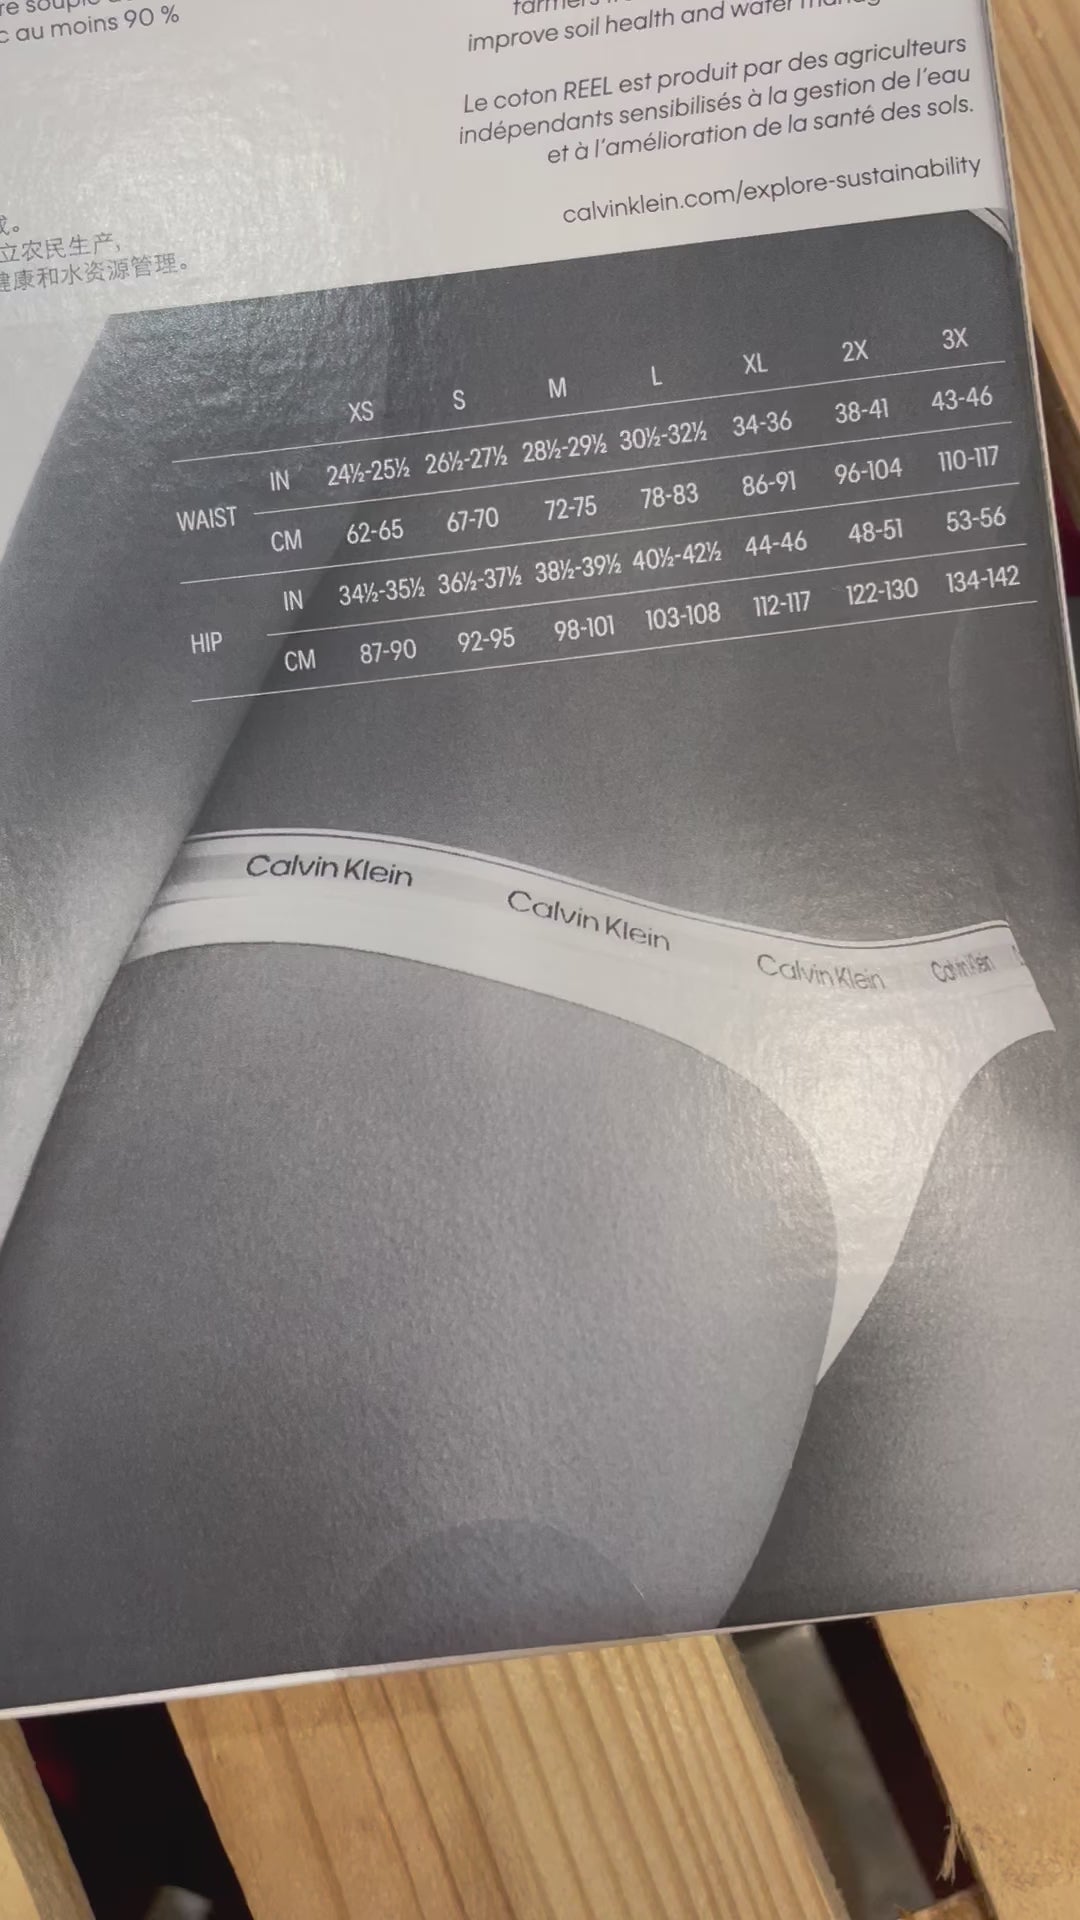 au moins 90 %
improve soil health and water
Le coton REEL est produit par des agriculteurs
indépendants sensibilisés à la gestion de l'eau
et à l'amélioration de la santé des sols.
calvinklein.com/explore-sustainability
立农民生产,
健康和水资源管理。
XS S M L XL 2X 3X
WAIST
IN 24½-25½ 26½-27½ 28½-29½ 30½-32½ 34-36 38-41 43-46
CM 62-65 67-70 72-75 78-83 86-91 96-104 110-117
HIP
IN 34½-35½ 36½-37½ 38½-39½ 40½-42½ 44-46 48-51 53-56
CM 87-90 92-95 98-101 103-108 112-117 122-130 134-142
Calvin Klein Calvin Klein Calvin Klein Calvin Klein